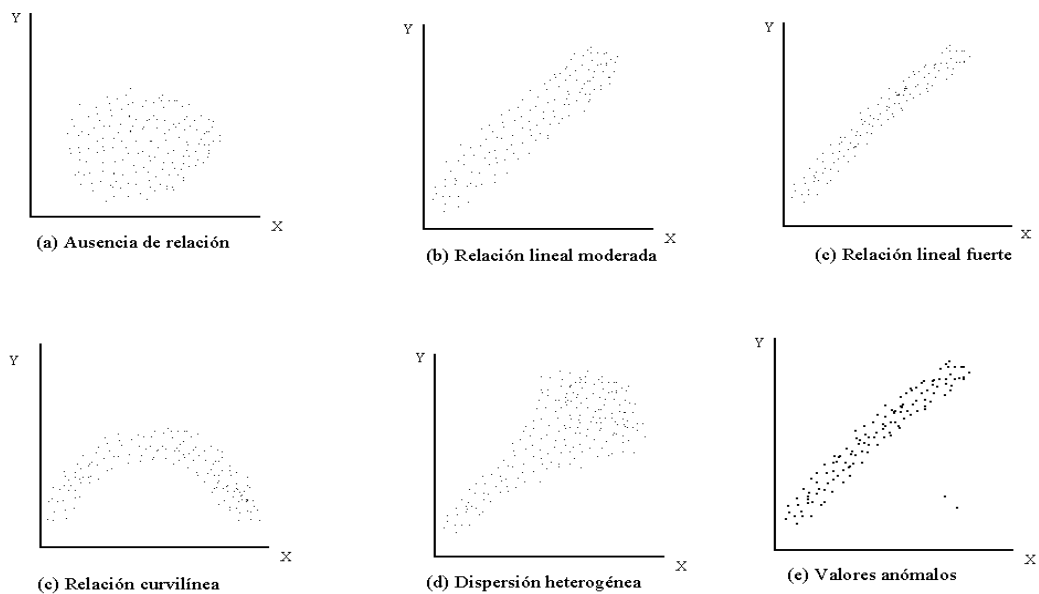 Y
X
(a) Ausencia de relación
Y
X
(b) Relación lineal moderada
Y
X
(c) Relación lineal fuerte
Y
X
(c) Relación curvilínea
Y
X
(d) Dispersión heterogénea
Y
X
(e) Valores anómalos